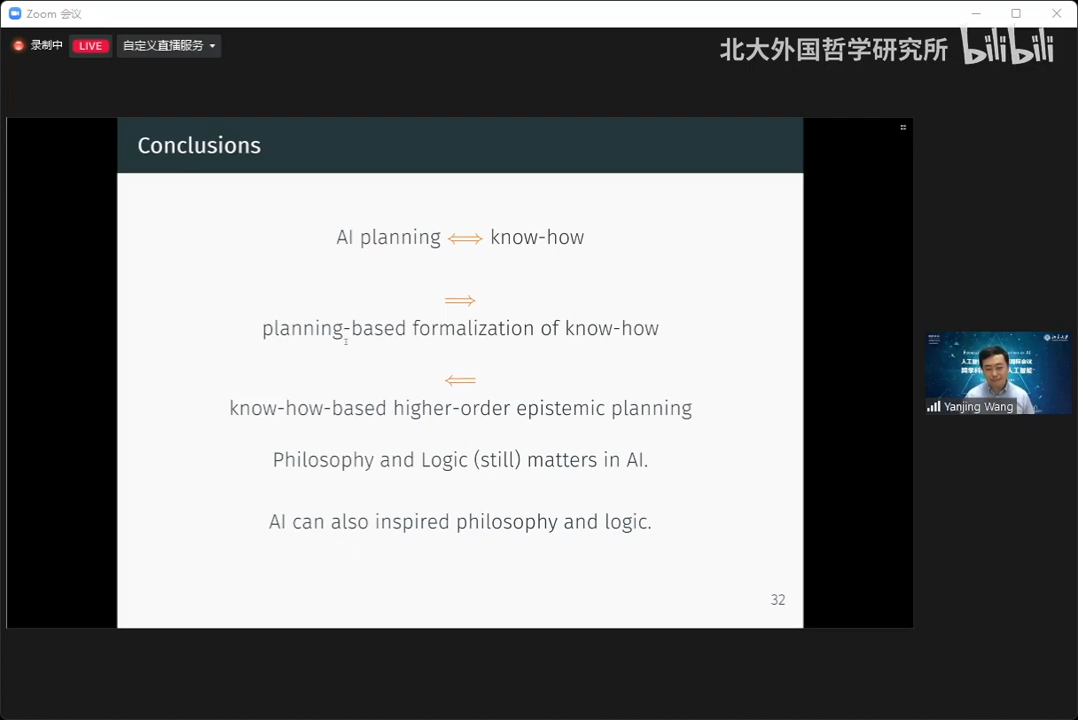 Zoom 会议
录制中 LIVE 自定义直播服务
北大外国哲学研究所 bilibili
Conclusions
AI planning ⟺ know-how
⟹
planning-based formalization of know-how
⟸
know-how-based higher-order epistemic planning
Philosophy and Logic (still) matters in AI.
AI can also inspired philosophy and logic.
32
Yanjing Wang